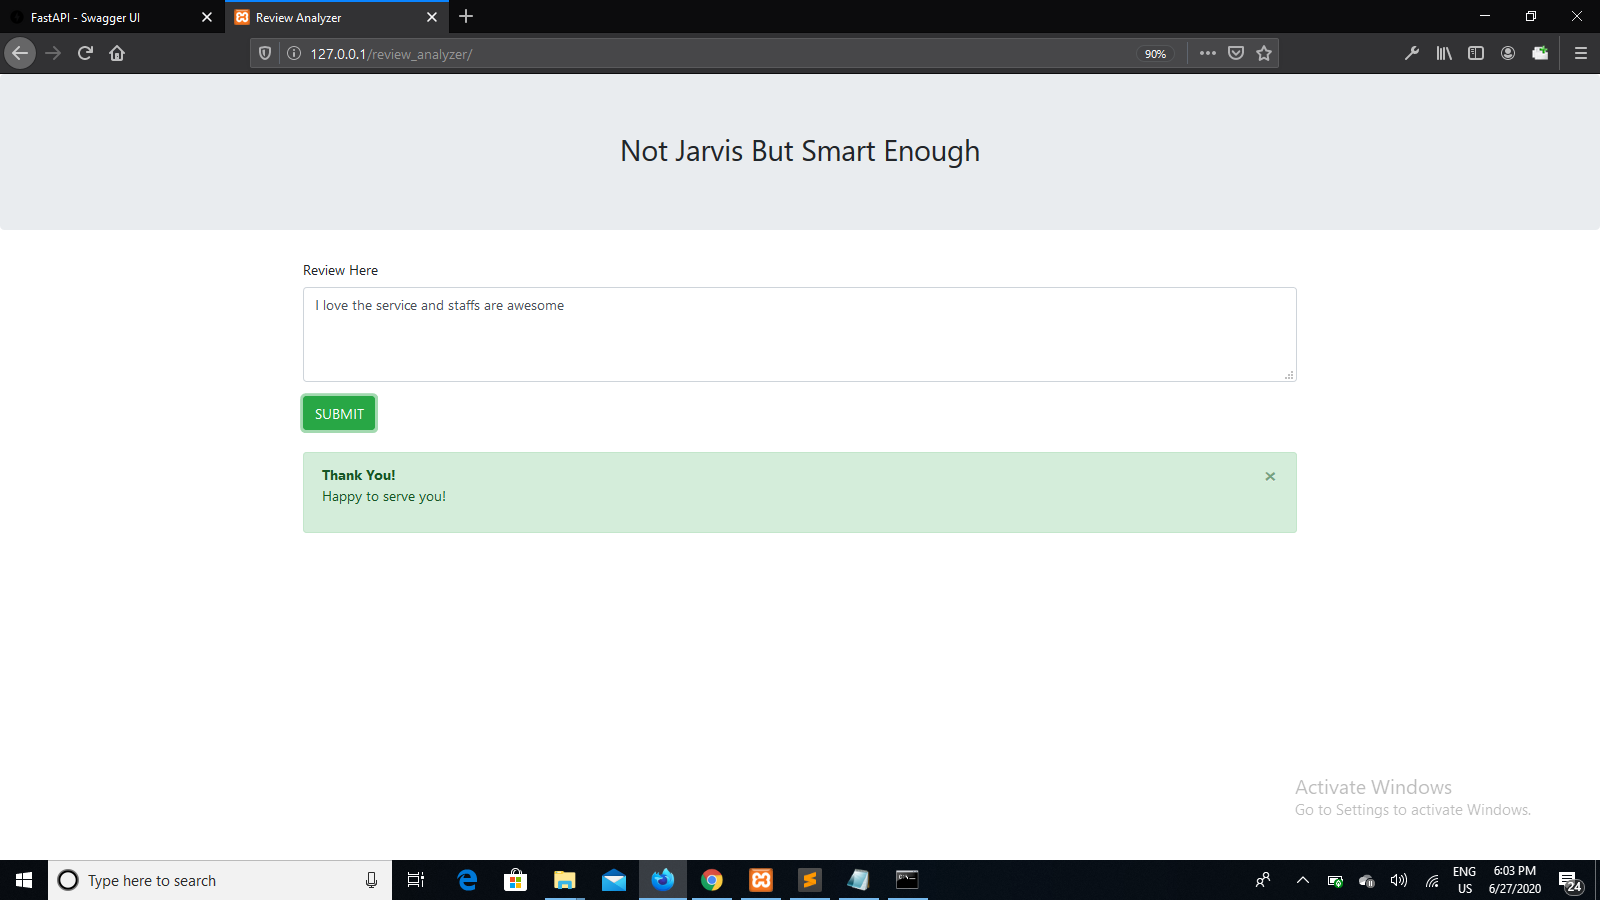 FastAPI - Swagger UI
Review Analyzer
127.0.0.1/review_analyzer/
90%
Not Jarvis But Smart Enough
Review Here
I love the service and staffs are awesome
SUBMIT
Thank You!
Happy to serve you!
Activate Windows
Go to Settings to activate Windows.
Type here to search
ENG
US
6:03 PM
6/27/2020
24